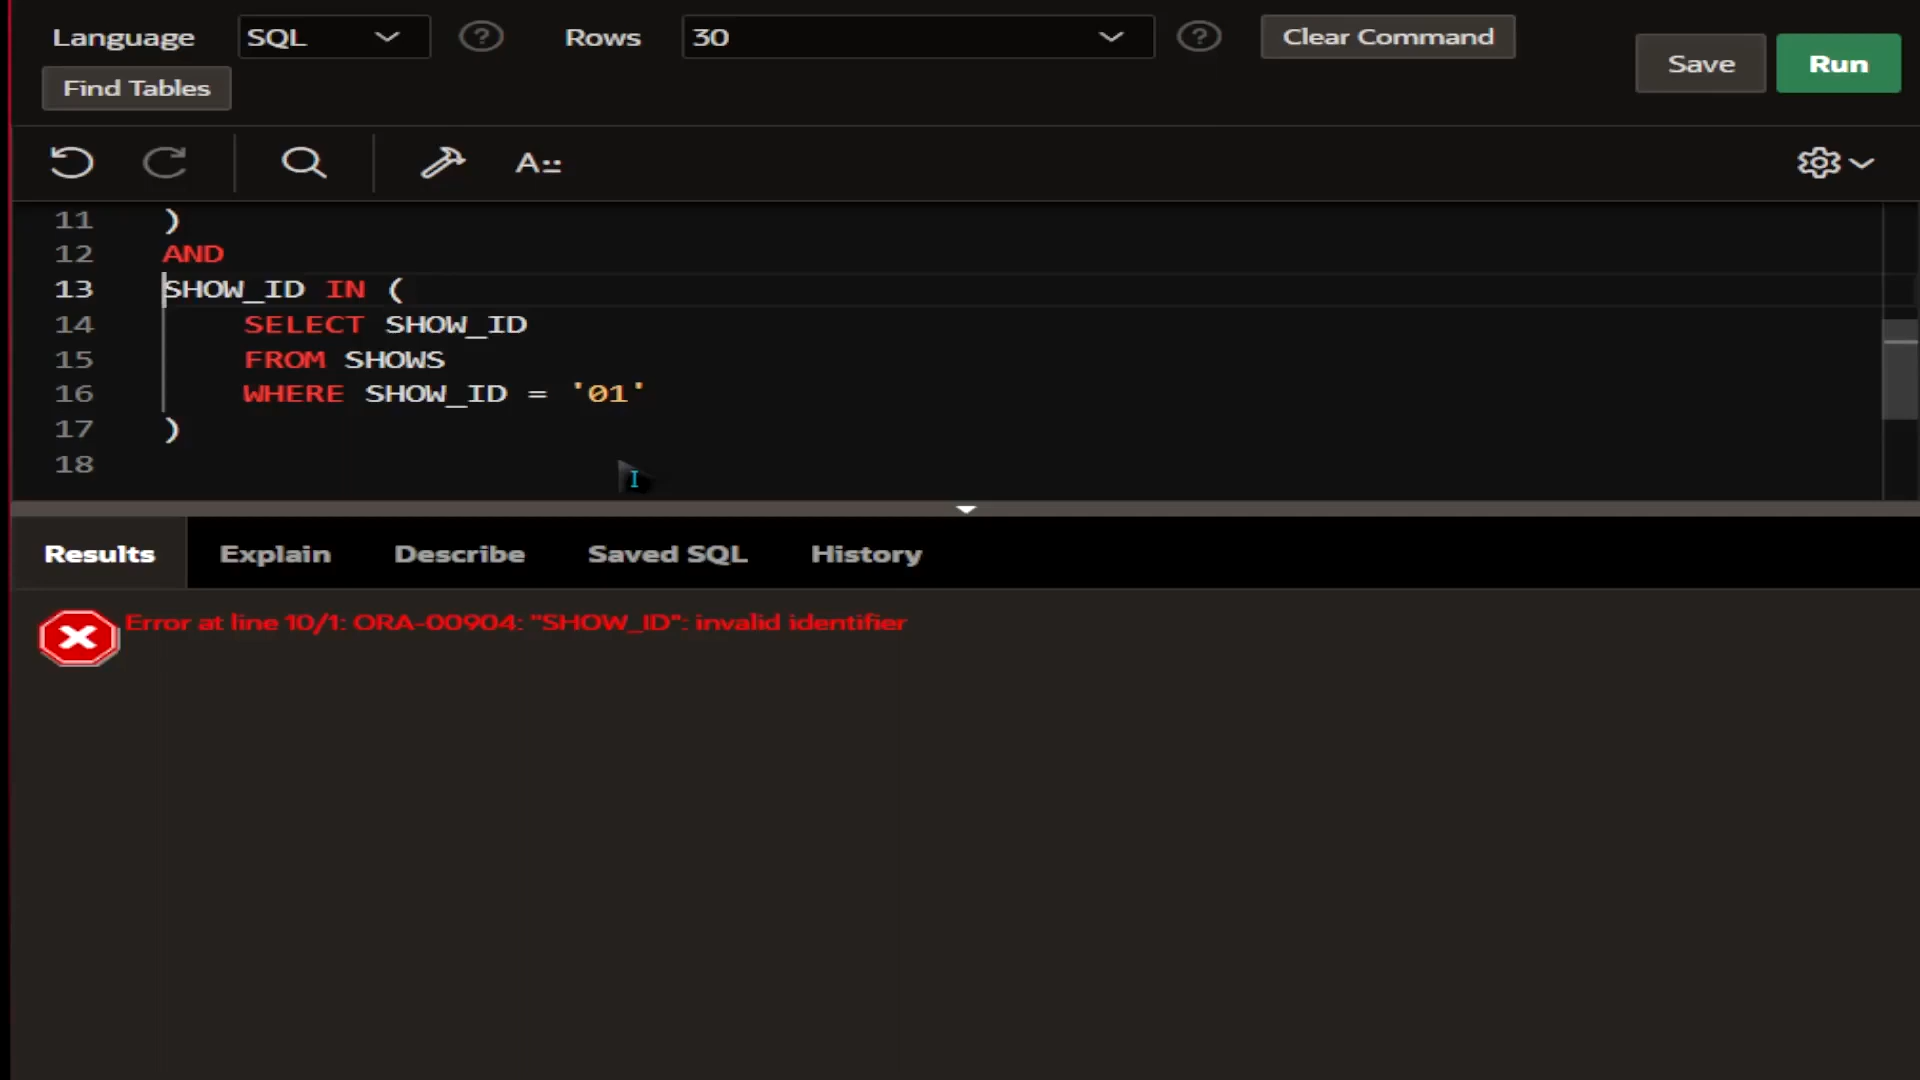 Language SQL Rows 30 Clear Command Save Run
Find Tables
A
11 )
12 AND
13 SHOW_ID IN (
14 SELECT SHOW_ID
15 FROM SHOWS
16 WHERE SHOW_ID = '01'
17 )
18
Results Explain Describe Saved SQL History
Error at line 10/1: ORA-00904: "SHOW_ID": invalid identifier